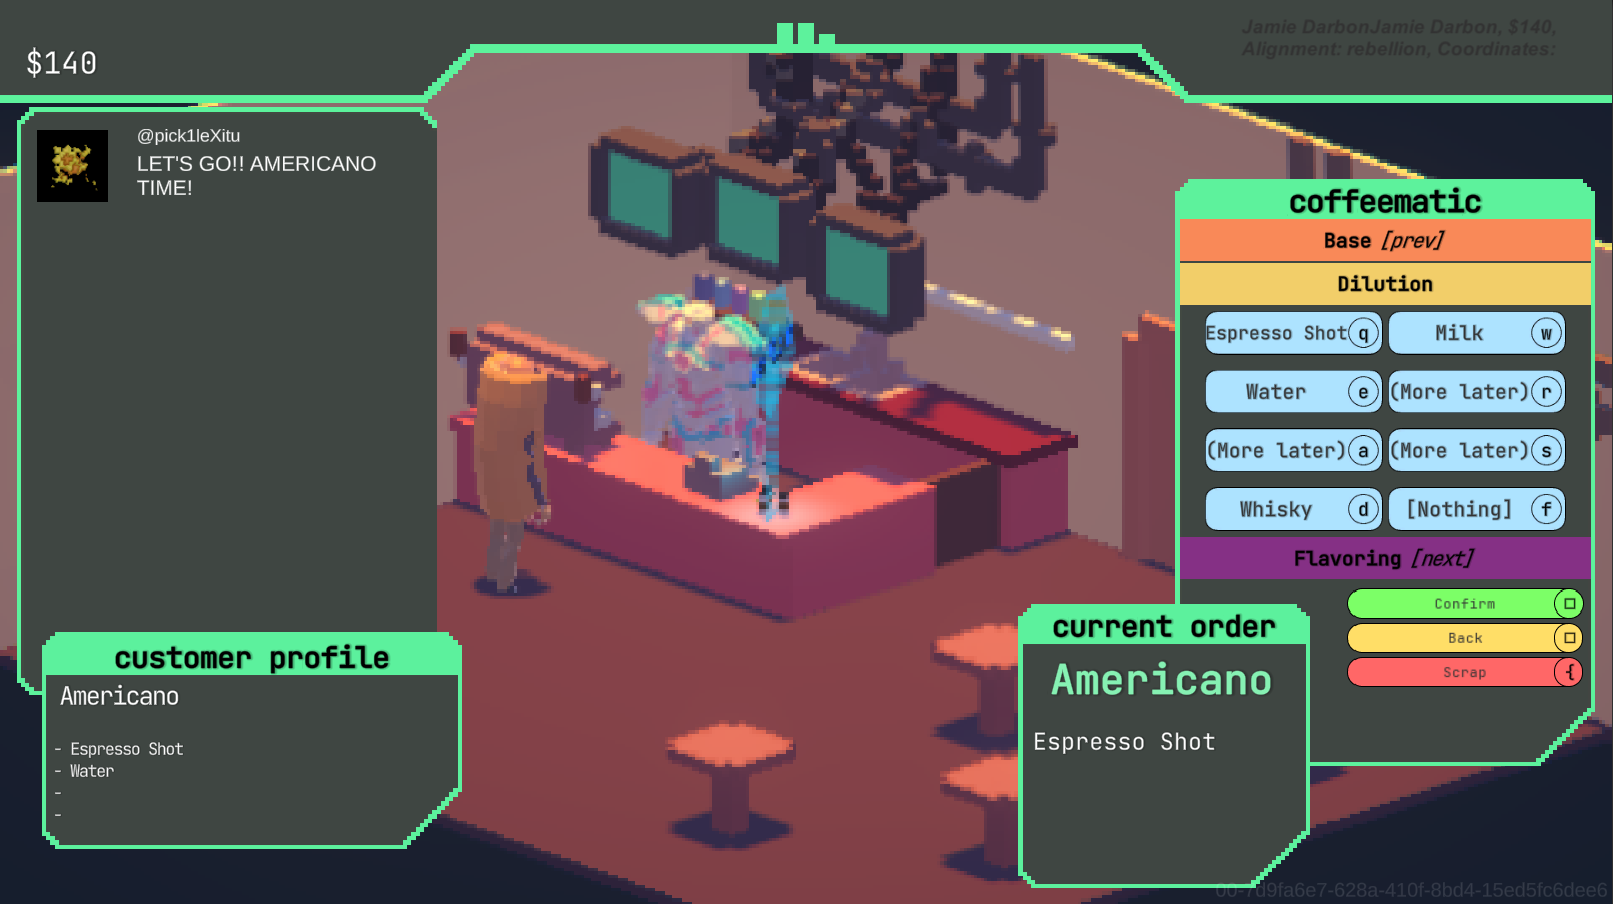 Jamie DarbonJamie Darbon, $140,
Alignment: rebellion, Coordinates:
$140
@pick1leXitu
LET'S GO!! AMERICANO
TIME!
coffeematic
Base [prev]
Dilution
Espresso Shot q
Milk w
Water e
(More later) r
(More later) a
(More later) s
Whisky d
[Nothing] f
Flavoring [next]
Confirm
Back
Scrap {
customer profile
Americano
- Espresso Shot
- Water
-
-
current order
Americano
Espresso Shot
00-7d9fa6e7-628a-410f-8bd4-15ed5fc6dee6